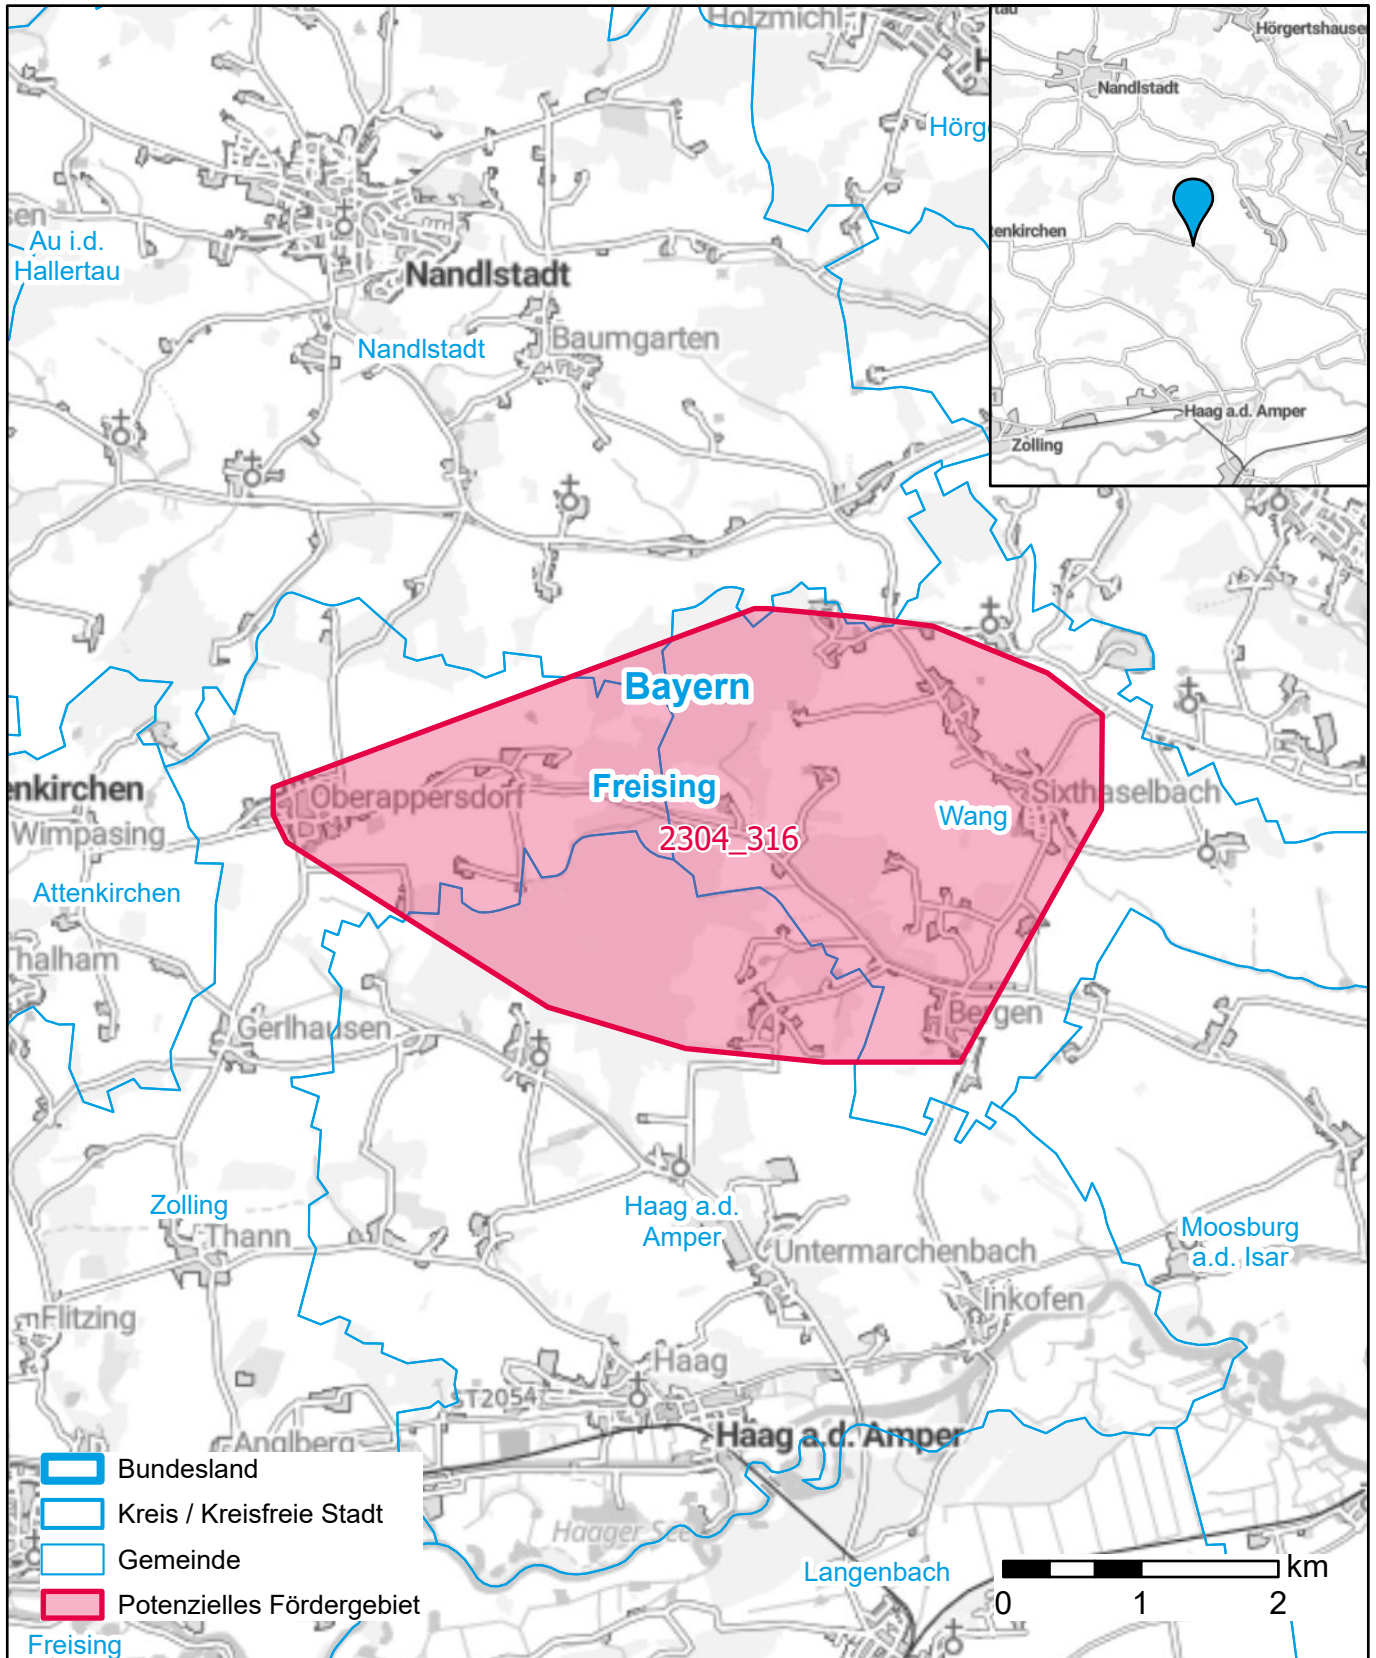 Holzmichl
Hörg
sen
Au i.d.
Hallertau
Nandlstadt
Nandlstadt
Baumgarten
Hörgertshause
Nandlstadt
tenkirchen
Haag a.d. Amper
Zolling
Bayern
Freising
2304_316
Oberappersdorf
Wang
Sixthaselbach
enkirchen
Wimpasing
Attenkirchen
Thalham
Gerlhausen
Bergen
Zolling
Thann
Haag a.d.
Amper
Untermarchenbach
Moosburg
a.d. Isar
Inkofen
Flitzing
Haag
ST2054
Haag a.d. Amper
Anglberg
Haager See
Langenbach
Bundesland
Kreis / Kreisfreie Stadt
Gemeinde
Potenzielles Fördergebiet
Freising
km
0 1 2